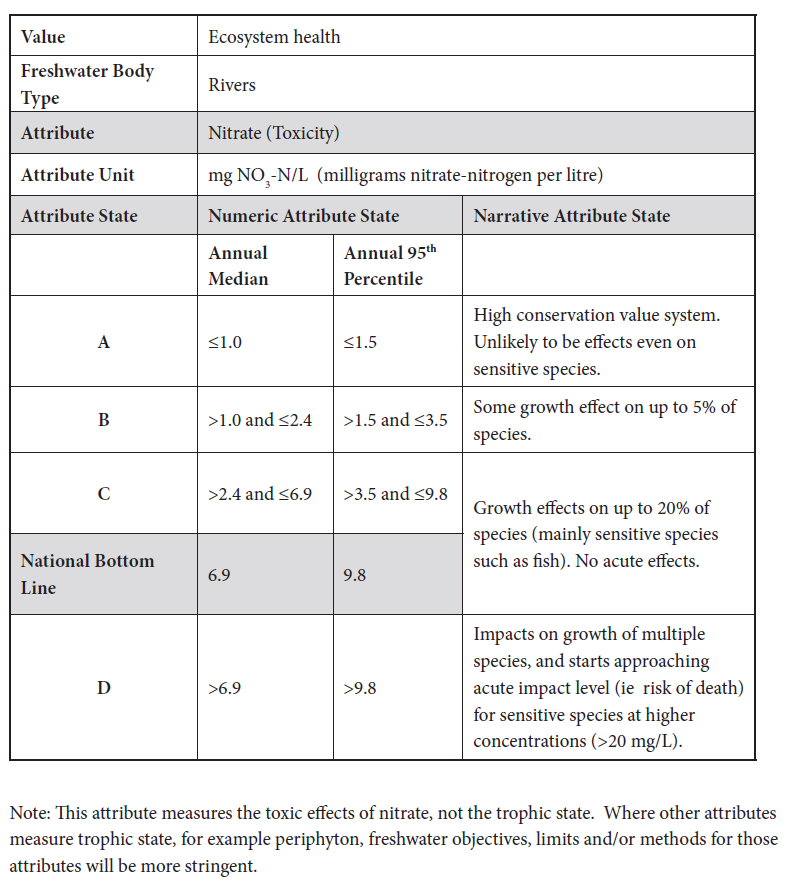 Value
Ecosystem health
Freshwater Body
Type
Rivers
Attribute
Nitrate (Toxicity)
Attribute Unit
mg NO3-N/L (milligrams nitrate-nitrogen per litre)
Attribute State
Numeric Attribute State
Narrative Attribute State
Annual
Median
Annual 95th
Percentile
A
≤1.0
≤1.5
High conservation value system.
Unlikely to be effects even on
sensitive species.
B
>1.0 and ≤2.4
>1.5 and ≤3.5
Some growth effect on up to 5% of
species.
C
>2.4 and ≤6.9
>3.5 and ≤9.8
Growth effects on up to 20% of
species (mainly sensitive species
such as fish). No acute effects.
National Bottom
Line
6.9
9.8
D
>6.9
>9.8
Impacts on growth of multiple
species, and starts approaching
acute impact level (ie risk of death)
for sensitive species at higher
concentrations (>20 mg/L).
Note: This attribute measures the toxic effects of nitrate, not the trophic state. Where other attributes
measure trophic state, for example periphyton, freshwater objectives, limits and/or methods for those
attributes will be more stringent.